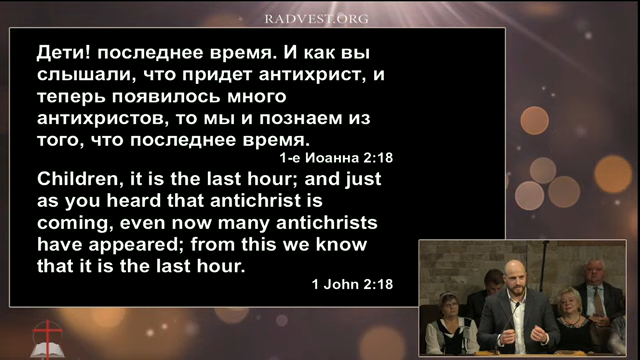 RADVEST.ORG
Дети! последнее время. И как вы
слышали, что придет антихрист, и
теперь появилось много
антихристов, то мы и познаем из
того, что последнее время.
1-е Иоанна 2:18
Children, it is the last hour; and just
as you heard that antichrist is
coming, even now many antichrists
have appeared; from this we know
that it is the last hour.
1 John 2:18